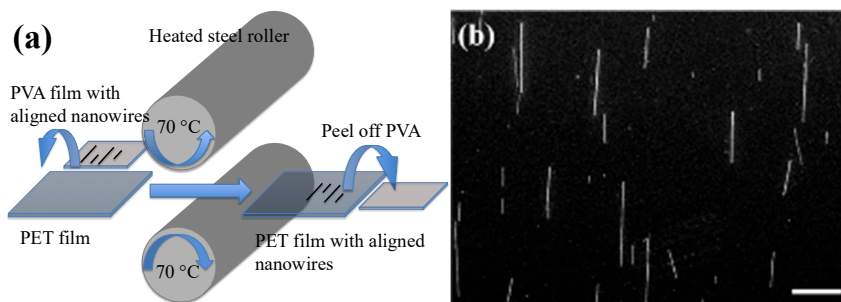 (a)
Heated steel roller
PVA film with
aligned nanowires
70 °C
Peel off PVA
PET film
70 °C
PET film with aligned
nanowires
(b)